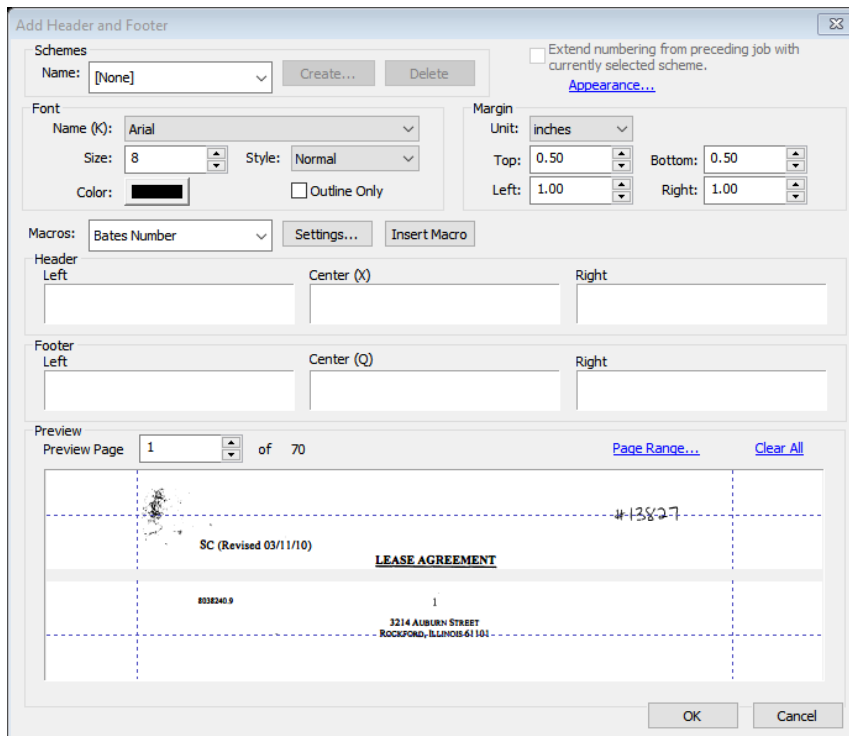 Add Header and Footer
Schemes
Name: [None] Create... Delete
Extend numbering from preceding job with
currently selected scheme.
Appearance...
Font
Name (K): Arial
Size: 8 Style: Normal
Color: Outline Only
Margin
Unit: inches
Top: 0.50 Bottom: 0.50
Left: 1.00 Right: 1.00
Macros: Bates Number Settings... Insert Macro
Header
Left Center (X) Right
Footer
Left Center (Q) Right
Preview
Preview Page 1 of 70 Page Range... Clear All
#13827
SC (Revised 03/11/10)
LEASE AGREEMENT
8038240.9 1
3214 AUBURN STREET
ROCKFORD, ILLINOIS 61101
OK Cancel